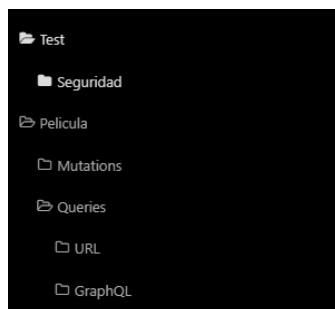 Test
Seguridad
Pelicula
Mutations
Queries
URL
GraphQL